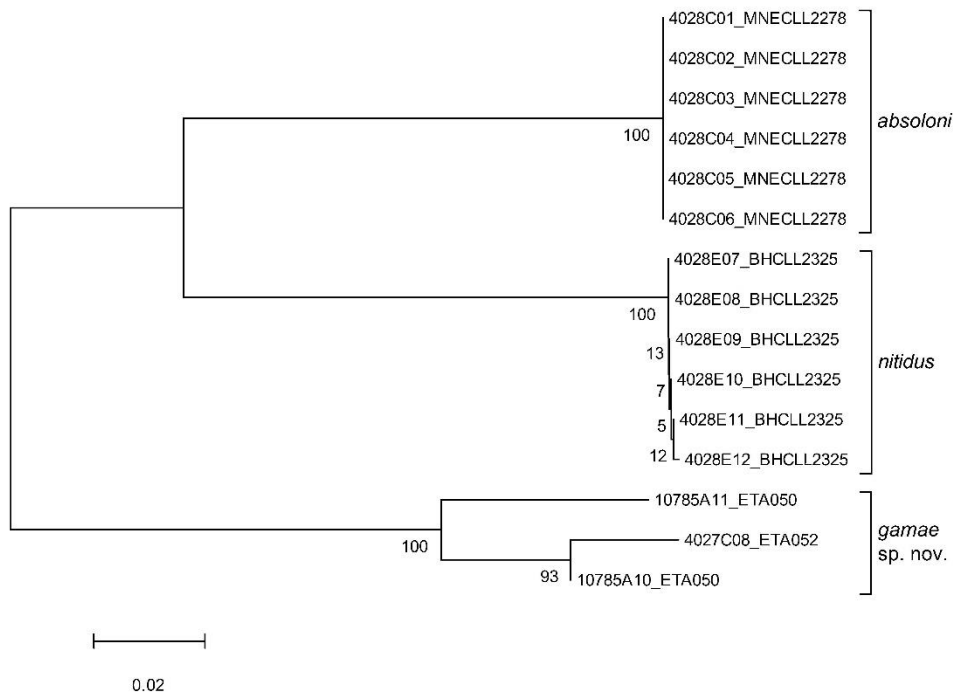 4028C01_MNECLL2278
4028C02_MNECLL2278
4028C03_MNECLL2278
100
4028C04_MNECLL2278
4028C05_MNECLL2278
4028C06_MNECLL2278
absoloni
4028E07_BHCLL2325
4028E08_BHCLL2325
100
4028E09_BHCLL2325
13
4028E10_BHCLL2325
7
4028E11_BHCLL2325
5
4028E12_BHCLL2325
12
nitidus
10785A11_ETA050
100
4027C08_ETA052
93
10785A10_ETA050
gamae
sp. nov.
0.02